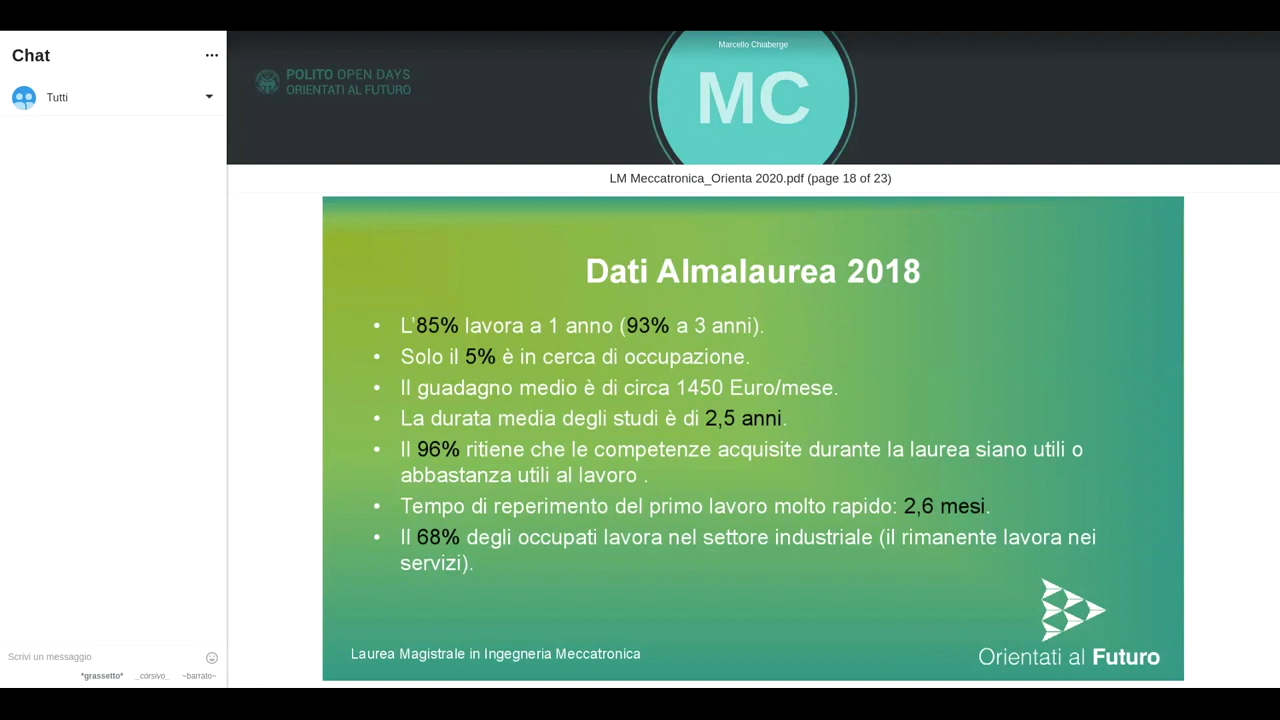 Chat
Tutti
Scrivi un messaggio
*grassetto* _corsivo_ ~barrato~
POLITO OPEN DAYS
ORIENTATI AL FUTURO
Marcello Chiaberge
MC
LM Meccatronica_Orienta 2020.pdf (page 18 of 23)
Dati Almalaurea 2018
• L'85% lavora a 1 anno (93% a 3 anni).
• Solo il 5% è in cerca di occupazione.
• Il guadagno medio è di circa 1450 Euro/mese.
• La durata media degli studi è di 2,5 anni.
• Il 96% ritiene che le competenze acquisite durante la laurea siano utili o
abbastanza utili al lavoro .
• Tempo di reperimento del primo lavoro molto rapido: 2,6 mesi.
• Il 68% degli occupati lavora nel settore industriale (il rimanente lavora nei
servizi).
Laurea Magistrale in Ingegneria Meccatronica
Orientati al Futuro